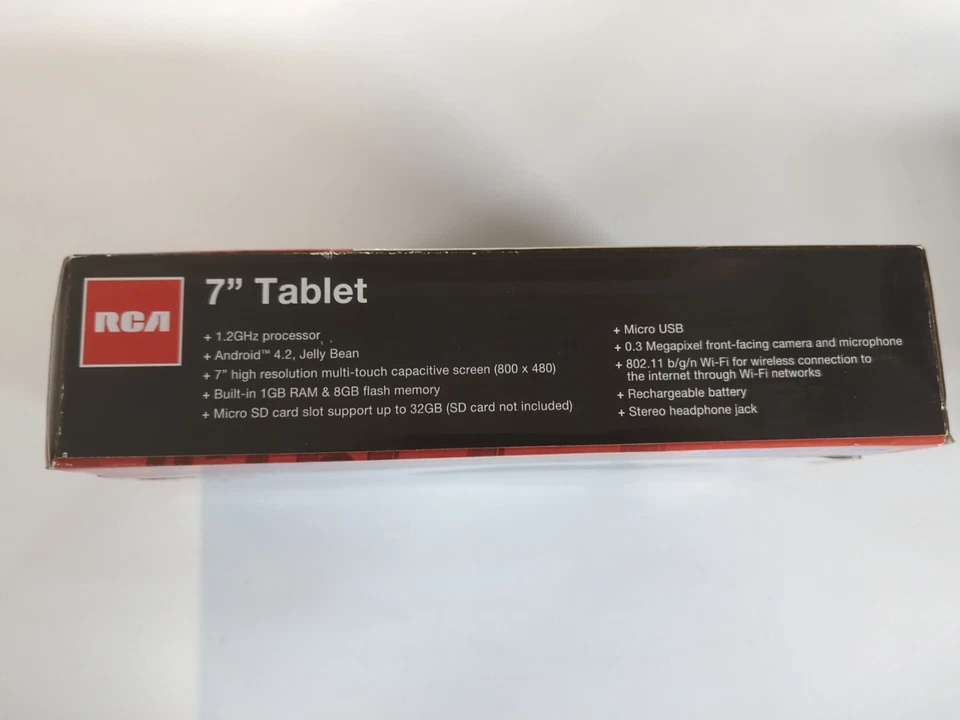 RCA
7” Tablet
+ 1.2GHz processor
+ Android™ 4.2, Jelly Bean
+ 7” high resolution multi-touch capacitive screen (800 x 480)
+ Built-in 1GB RAM & 8GB flash memory
+ Micro SD card slot support up to 32GB (SD card not included)
+ Micro USB
+ 0.3 Megapixel front-facing camera and microphone
+ 802.11 b/g/n Wi-Fi for wireless connection to
the internet through Wi-Fi networks
+ Rechargeable battery
+ Stereo headphone jack